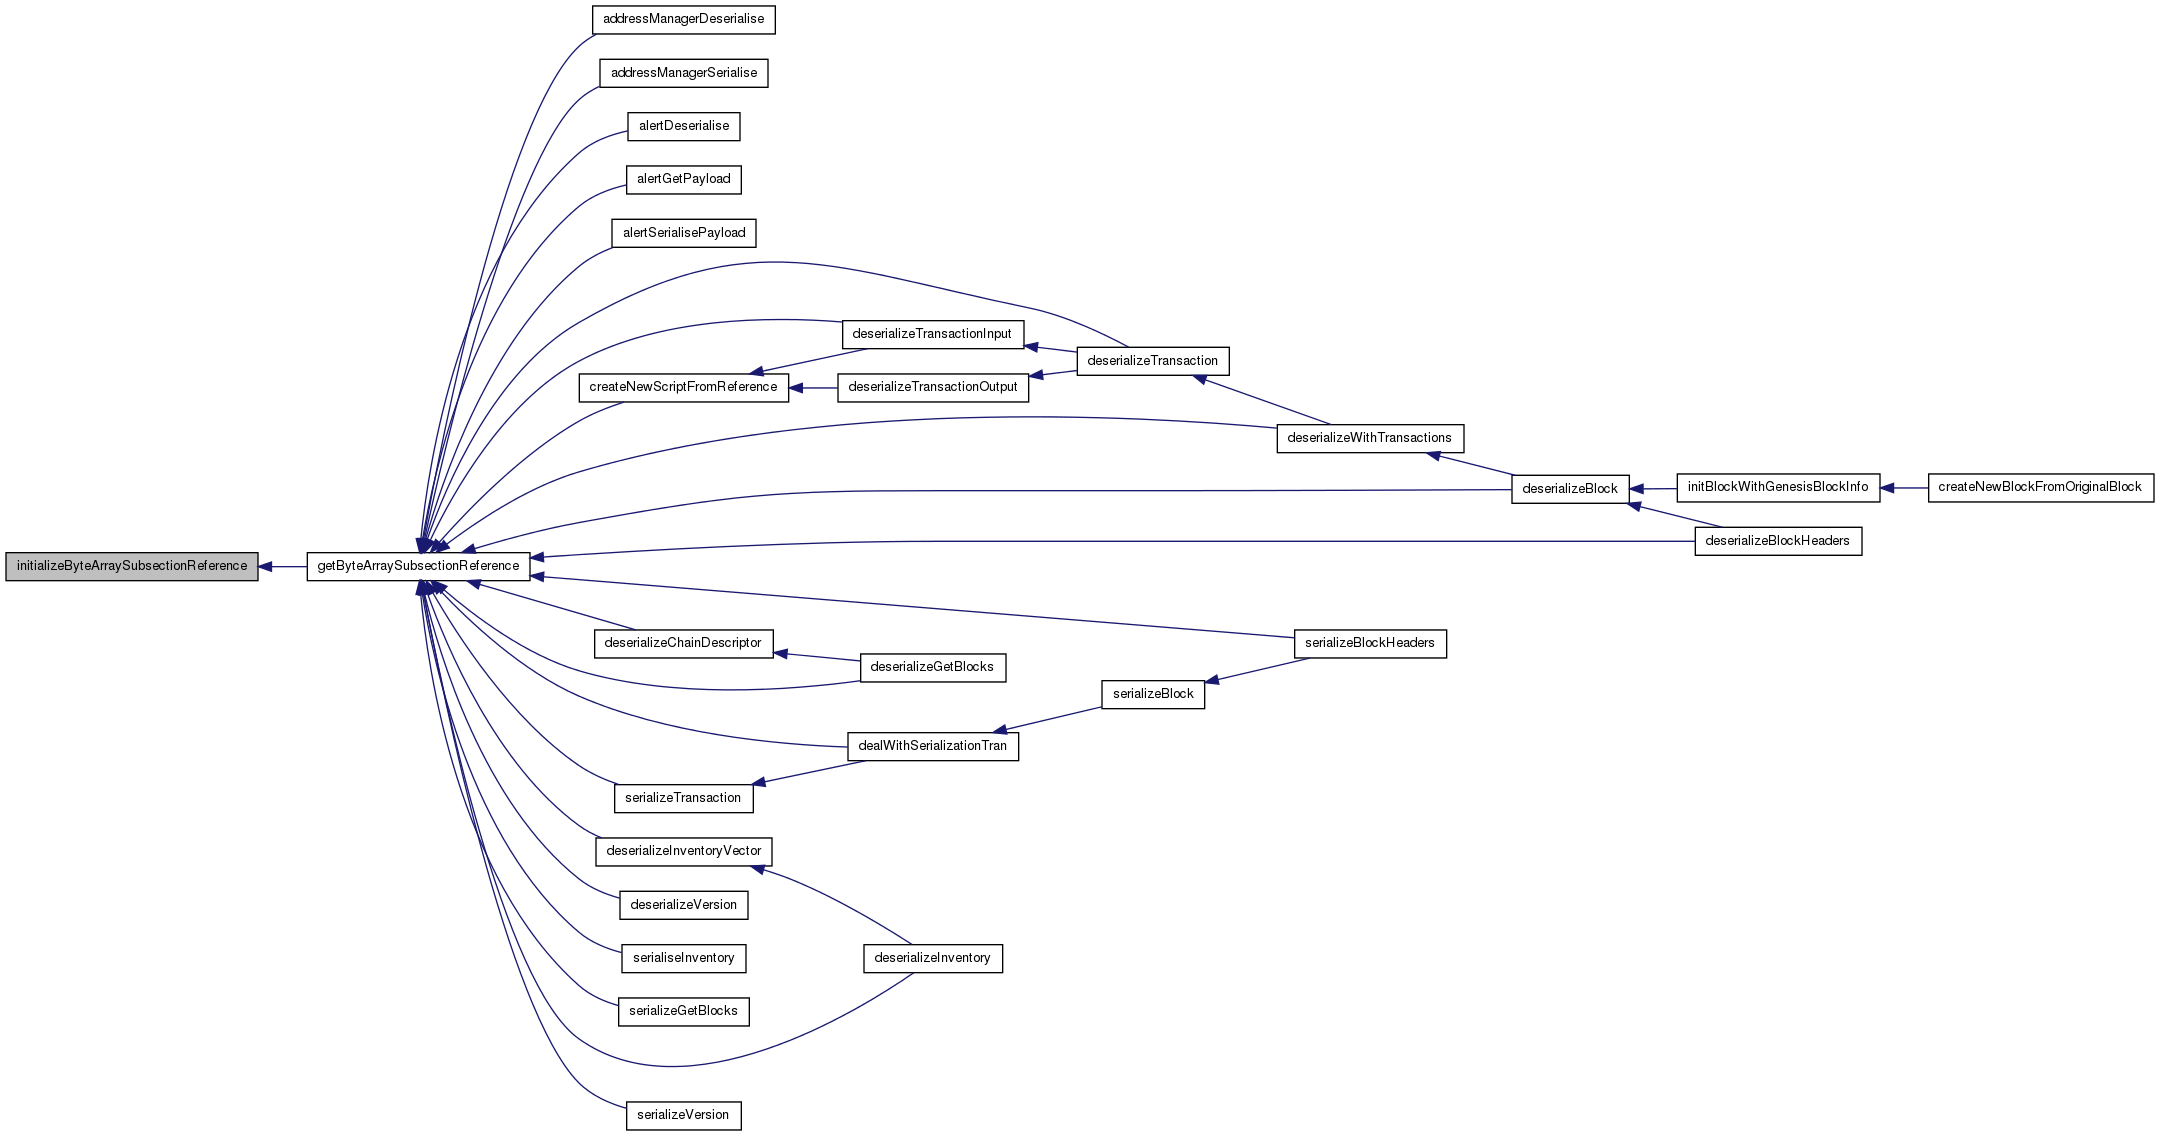 addressManagerDeserialise
addressManagerSerialise
alertDeserialise
alertGetPayload
alertSerialisePayload
deserializeTransactionInput
deserializeTransaction
createNewScriptFromReference
deserializeTransactionOutput
deserializeWithTransactions
deserializeBlock
initBlockWithGenesisBlockInfo
createNewBlockFromOriginalBlock
deserializeBlockHeaders
initializeByteArraySubsectionReference
getByteArraySubsectionReference
deserializeChainDescriptor
serializeBlockHeaders
deserializeGetBlocks
serializeBlock
dealWithSerializationTran
serializeTransaction
deserializeInventoryVector
deserializeVersion
serialiseInventory
deserializeInventory
serializeGetBlocks
serializeVersion